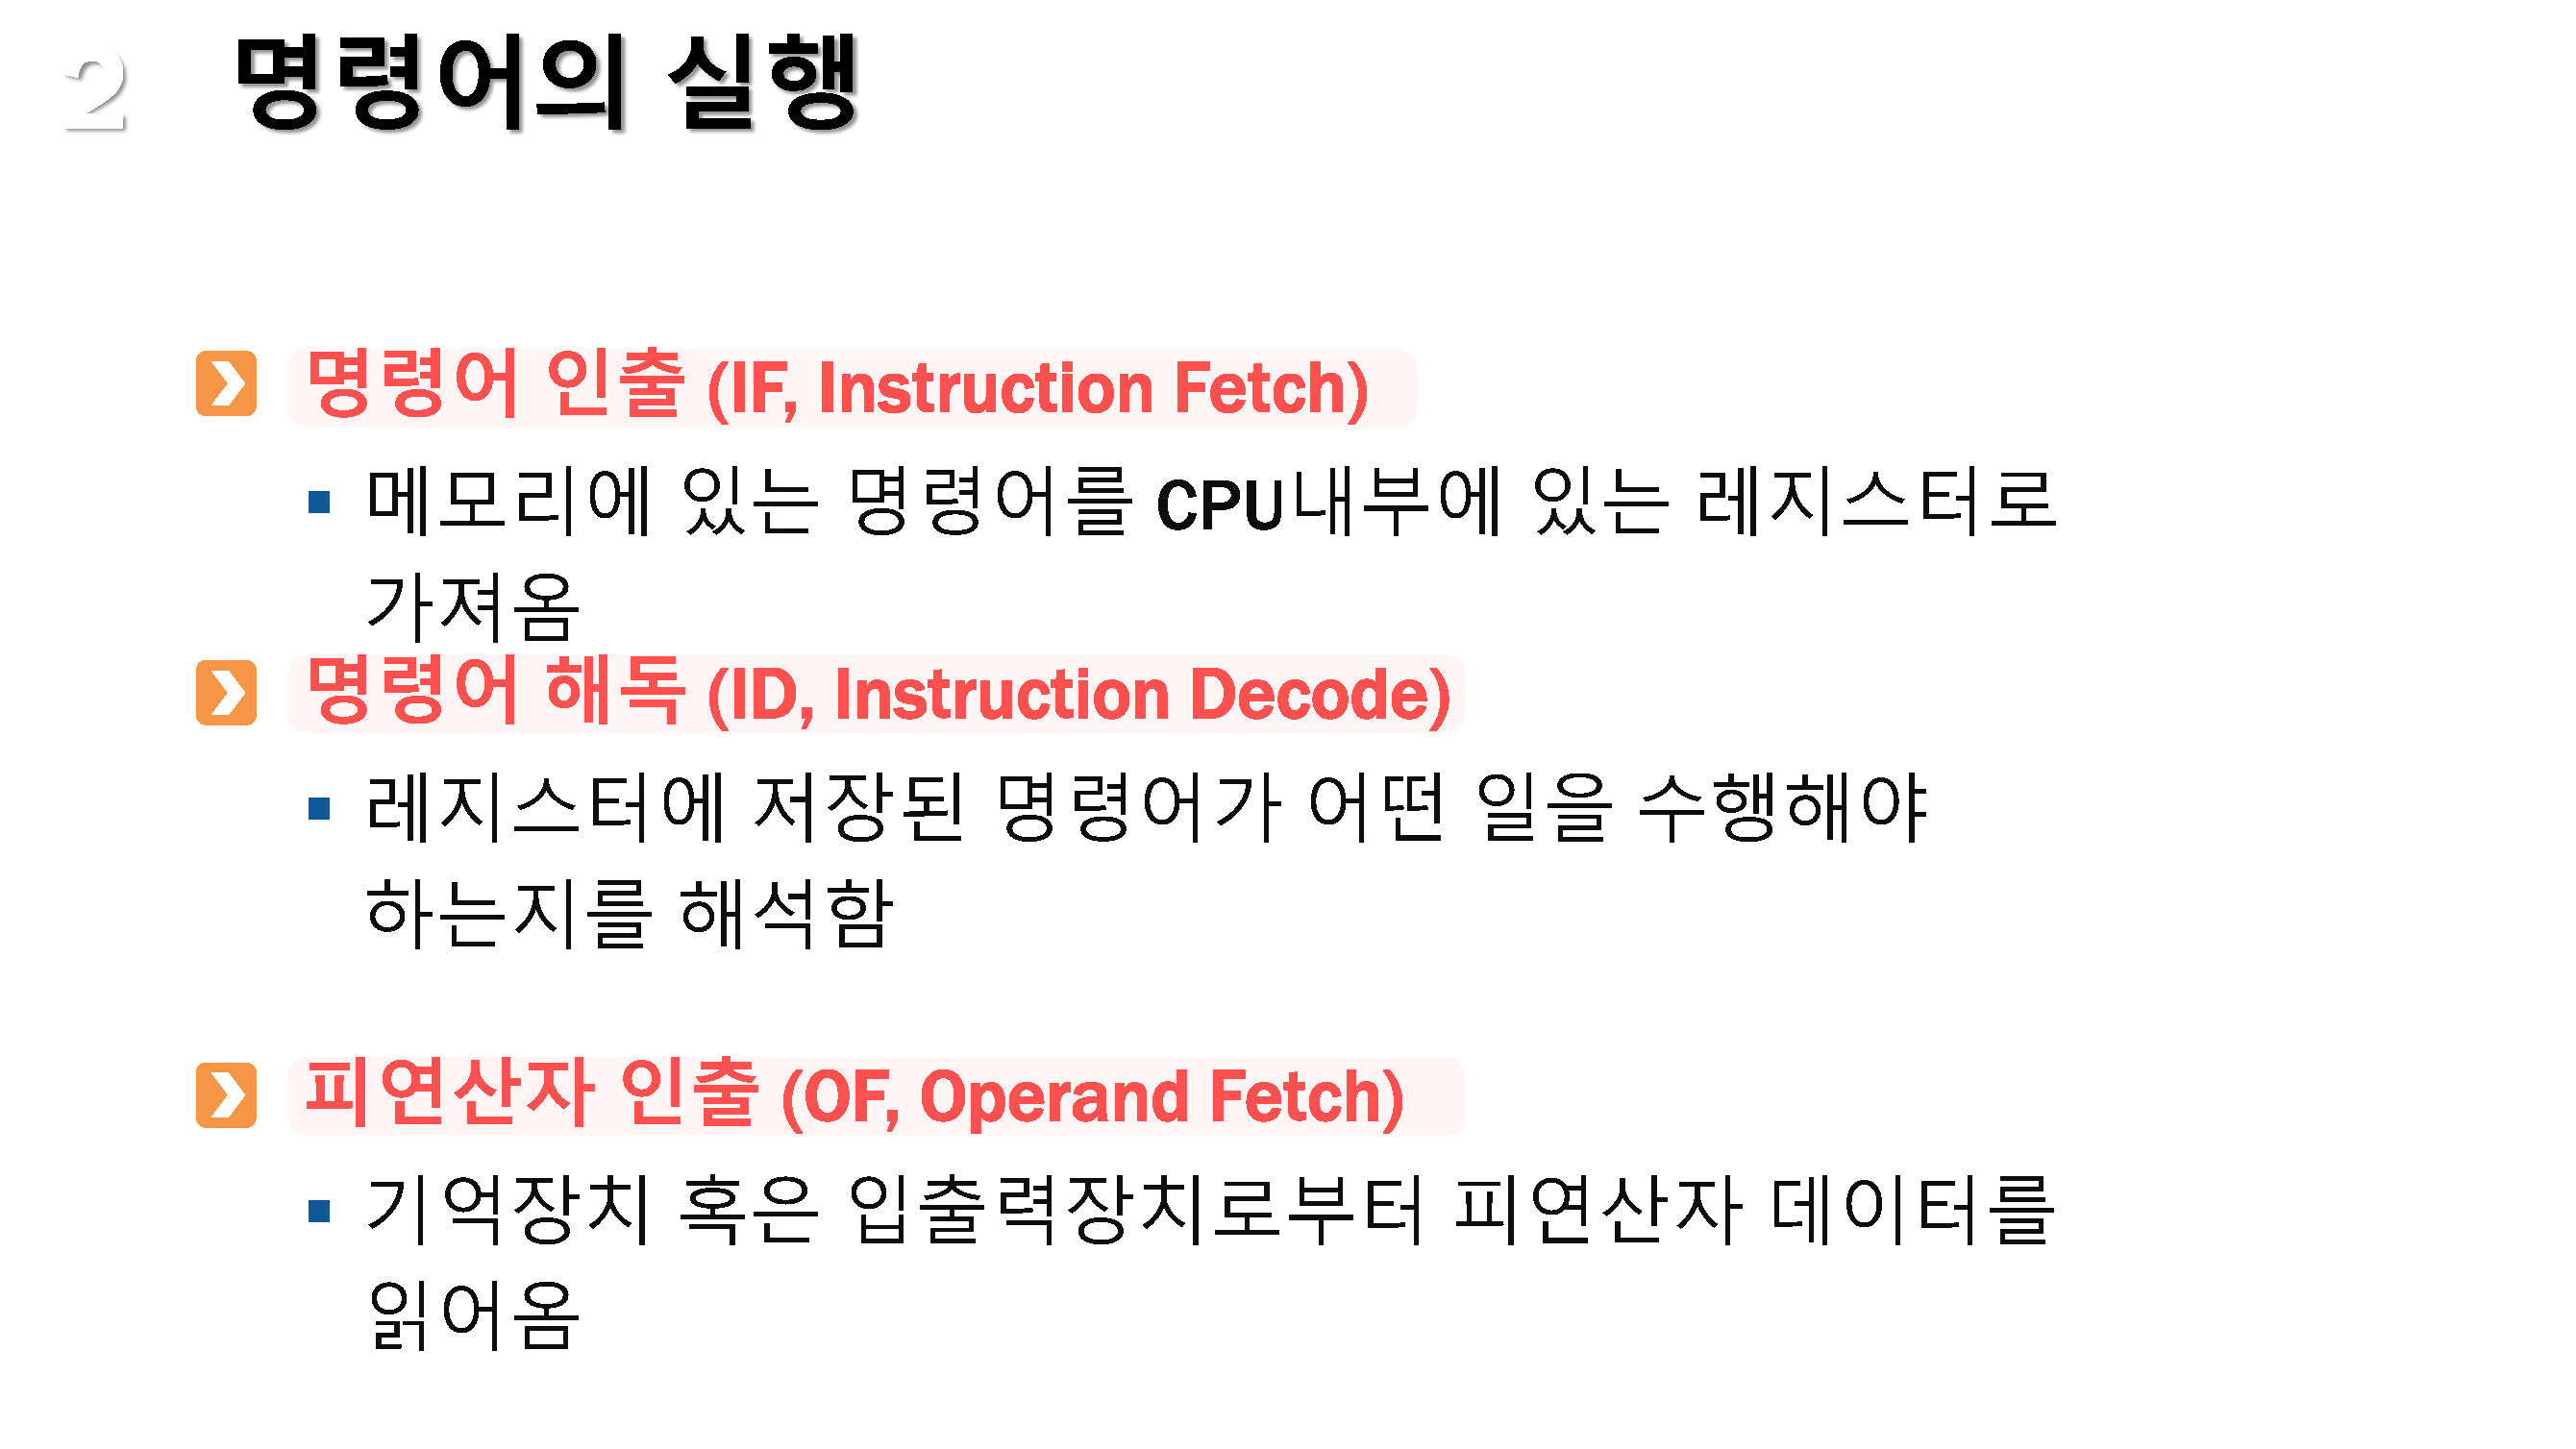 2 명령어의 실행
명령어 인출 (IF, Instruction Fetch)
메모리에 있는 명령어를 CPU내부에 있는 레지스터로
가져옴
명령어 해독 (ID, Instruction Decode)
레지스터에 저장된 명령어가 어떤 일을 수행해야
하는지를 해석함
피연산자 인출 (OF, Operand Fetch)
기억장치 혹은 입출력장치로부터 피연산자 데이터를
읽어옴